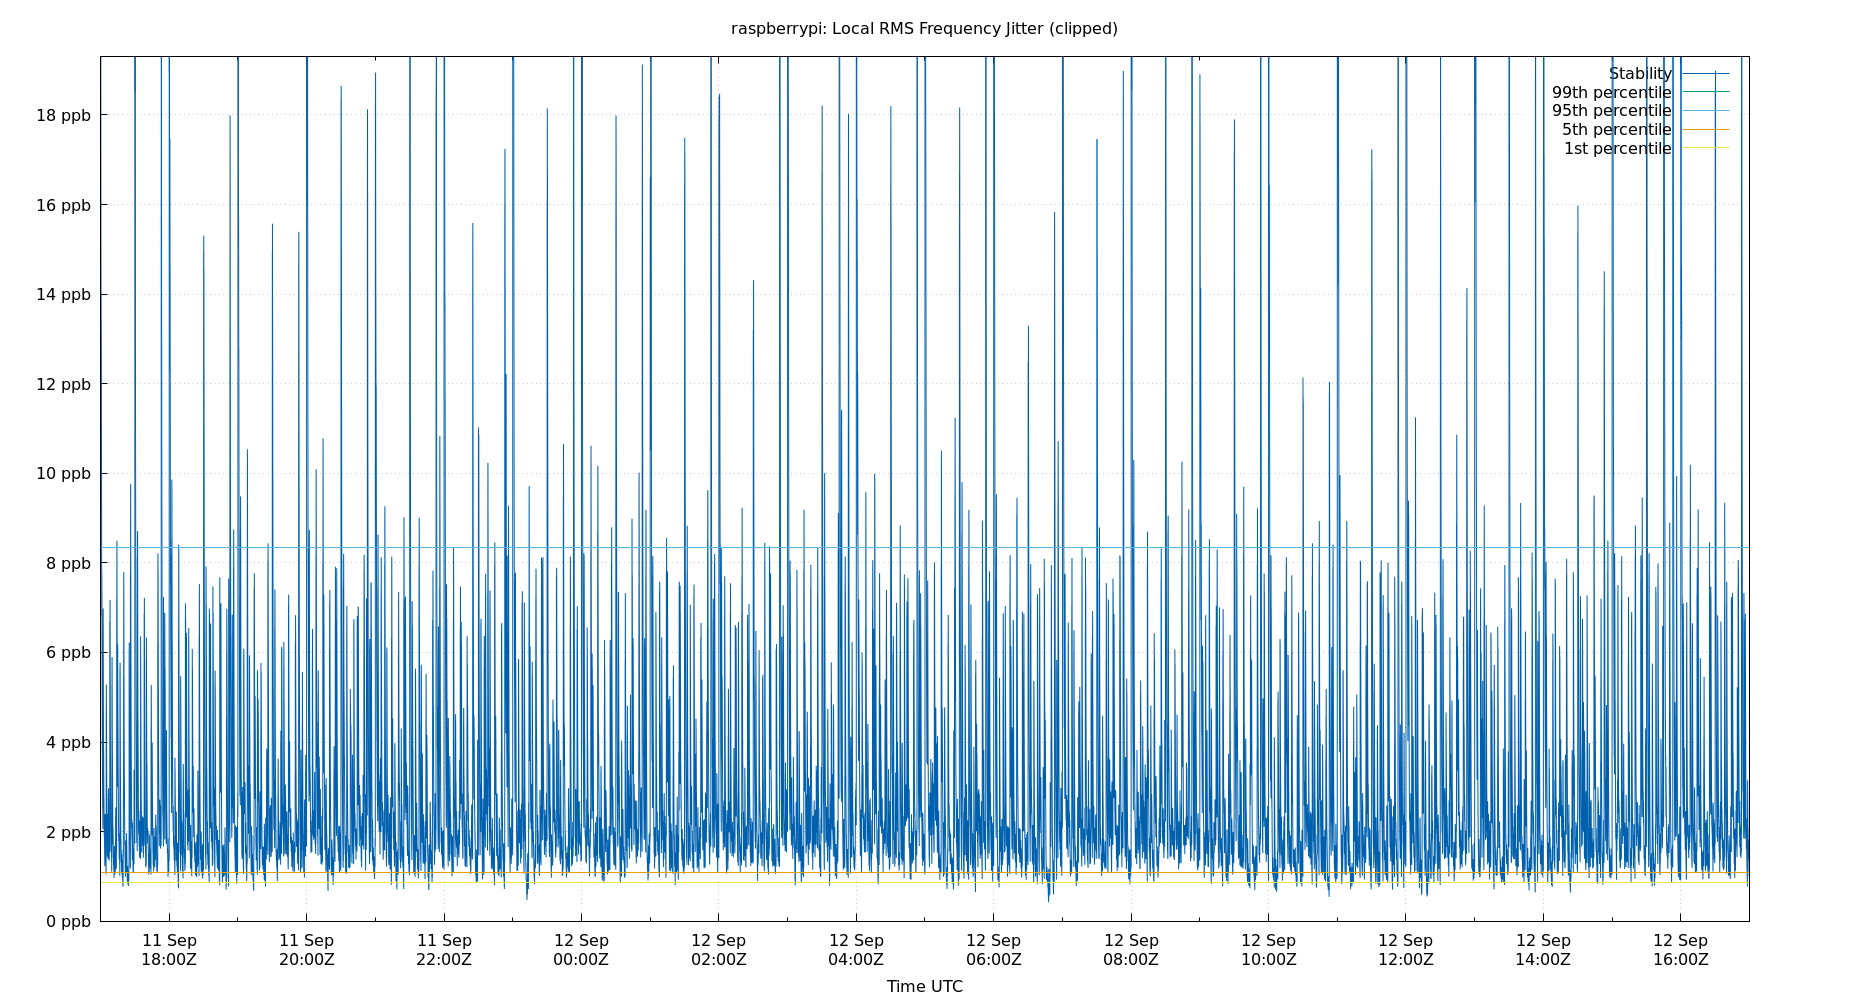 raspberrypi: Local RMS Frequency Jitter (clipped)
Stability
99th percentile
95th percentile
5th percentile
1st percentile
18 ppb
16 ppb
14 ppb
12 ppb
10 ppb
8 ppb
6 ppb
4 ppb
2 ppb
0 ppb
11 Sep 11 Sep 11 Sep 12 Sep 12 Sep 12 Sep 12 Sep 12 Sep 12 Sep 12 Sep 12 Sep 12 Sep
18:00Z 20:00Z 22:00Z 00:00Z 02:00Z 04:00Z 06:00Z 08:00Z 10:00Z 12:00Z 14:00Z 16:00Z
Time UTC